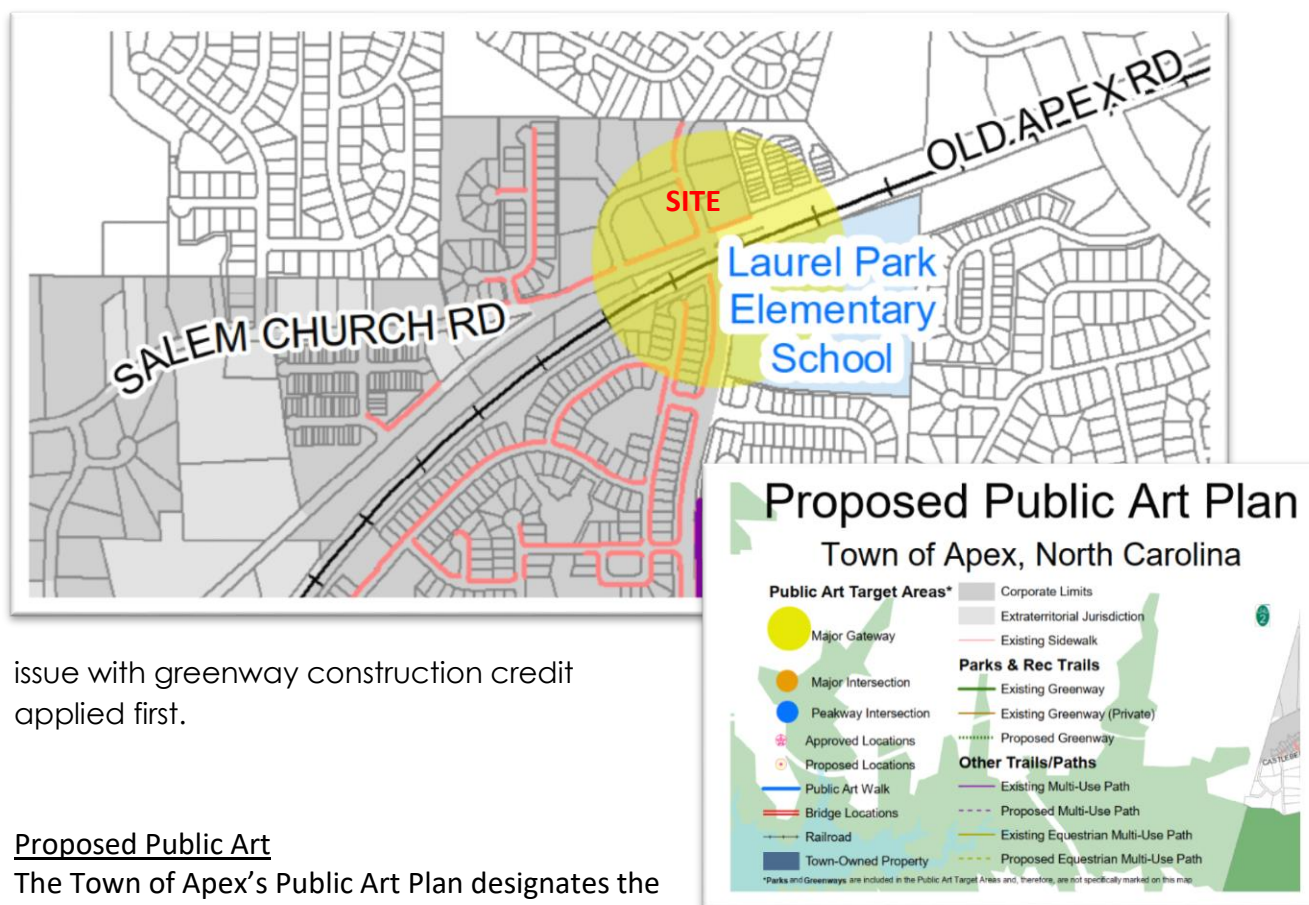 OLD APEX RD
SITE
Laurel Park
Elementary
School
SALEM CHURCH RD
Proposed Public Art Plan
Town of Apex, North Carolina
Public Art Target Areas*
Major Gateway
Major Intersection
Peakway Intersection
Approved Locations
Proposed Locations
Public Art Walk
Bridge Locations
Railroad
Town-Owned Property
Corporate Limits
Extraterritorial Jurisdiction
Existing Sidewalk
Parks & Rec Trails
Existing Greenway
Existing Greenway (Private)
Proposed Greenway
Other Trails/Paths
Existing Multi-Use Path
Proposed Multi-Use Path
Existing Equestrian Multi-Use Path
Proposed Equestrian Multi-Use Path
*Parks and Greenways are included in the Public Art Target Areas and, therefore, are not specifically marked on this map
issue with greenway construction credit
applied first.
Proposed Public Art
The Town of Apex's Public Art Plan designates the